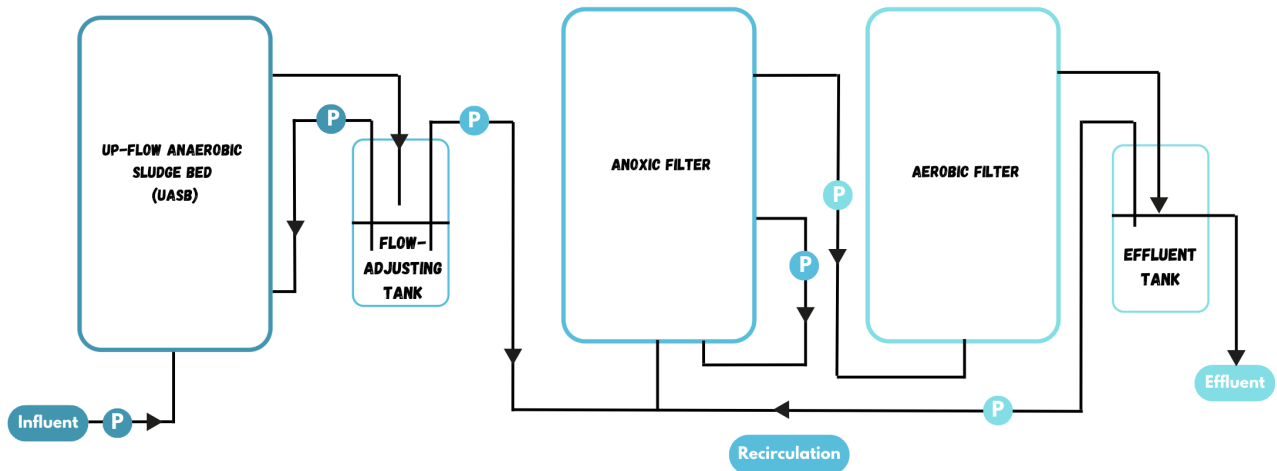 UP-FLOW ANAEROBIC
SLUDGE BED
(UASB)
P
P
FLOW-
ADJUSTING
TANK
ANOXIC FILTER
P
P
AEROBIC FILTER
EFFLUENT
TANK
Influent
P
P
Effluent
Recirculation